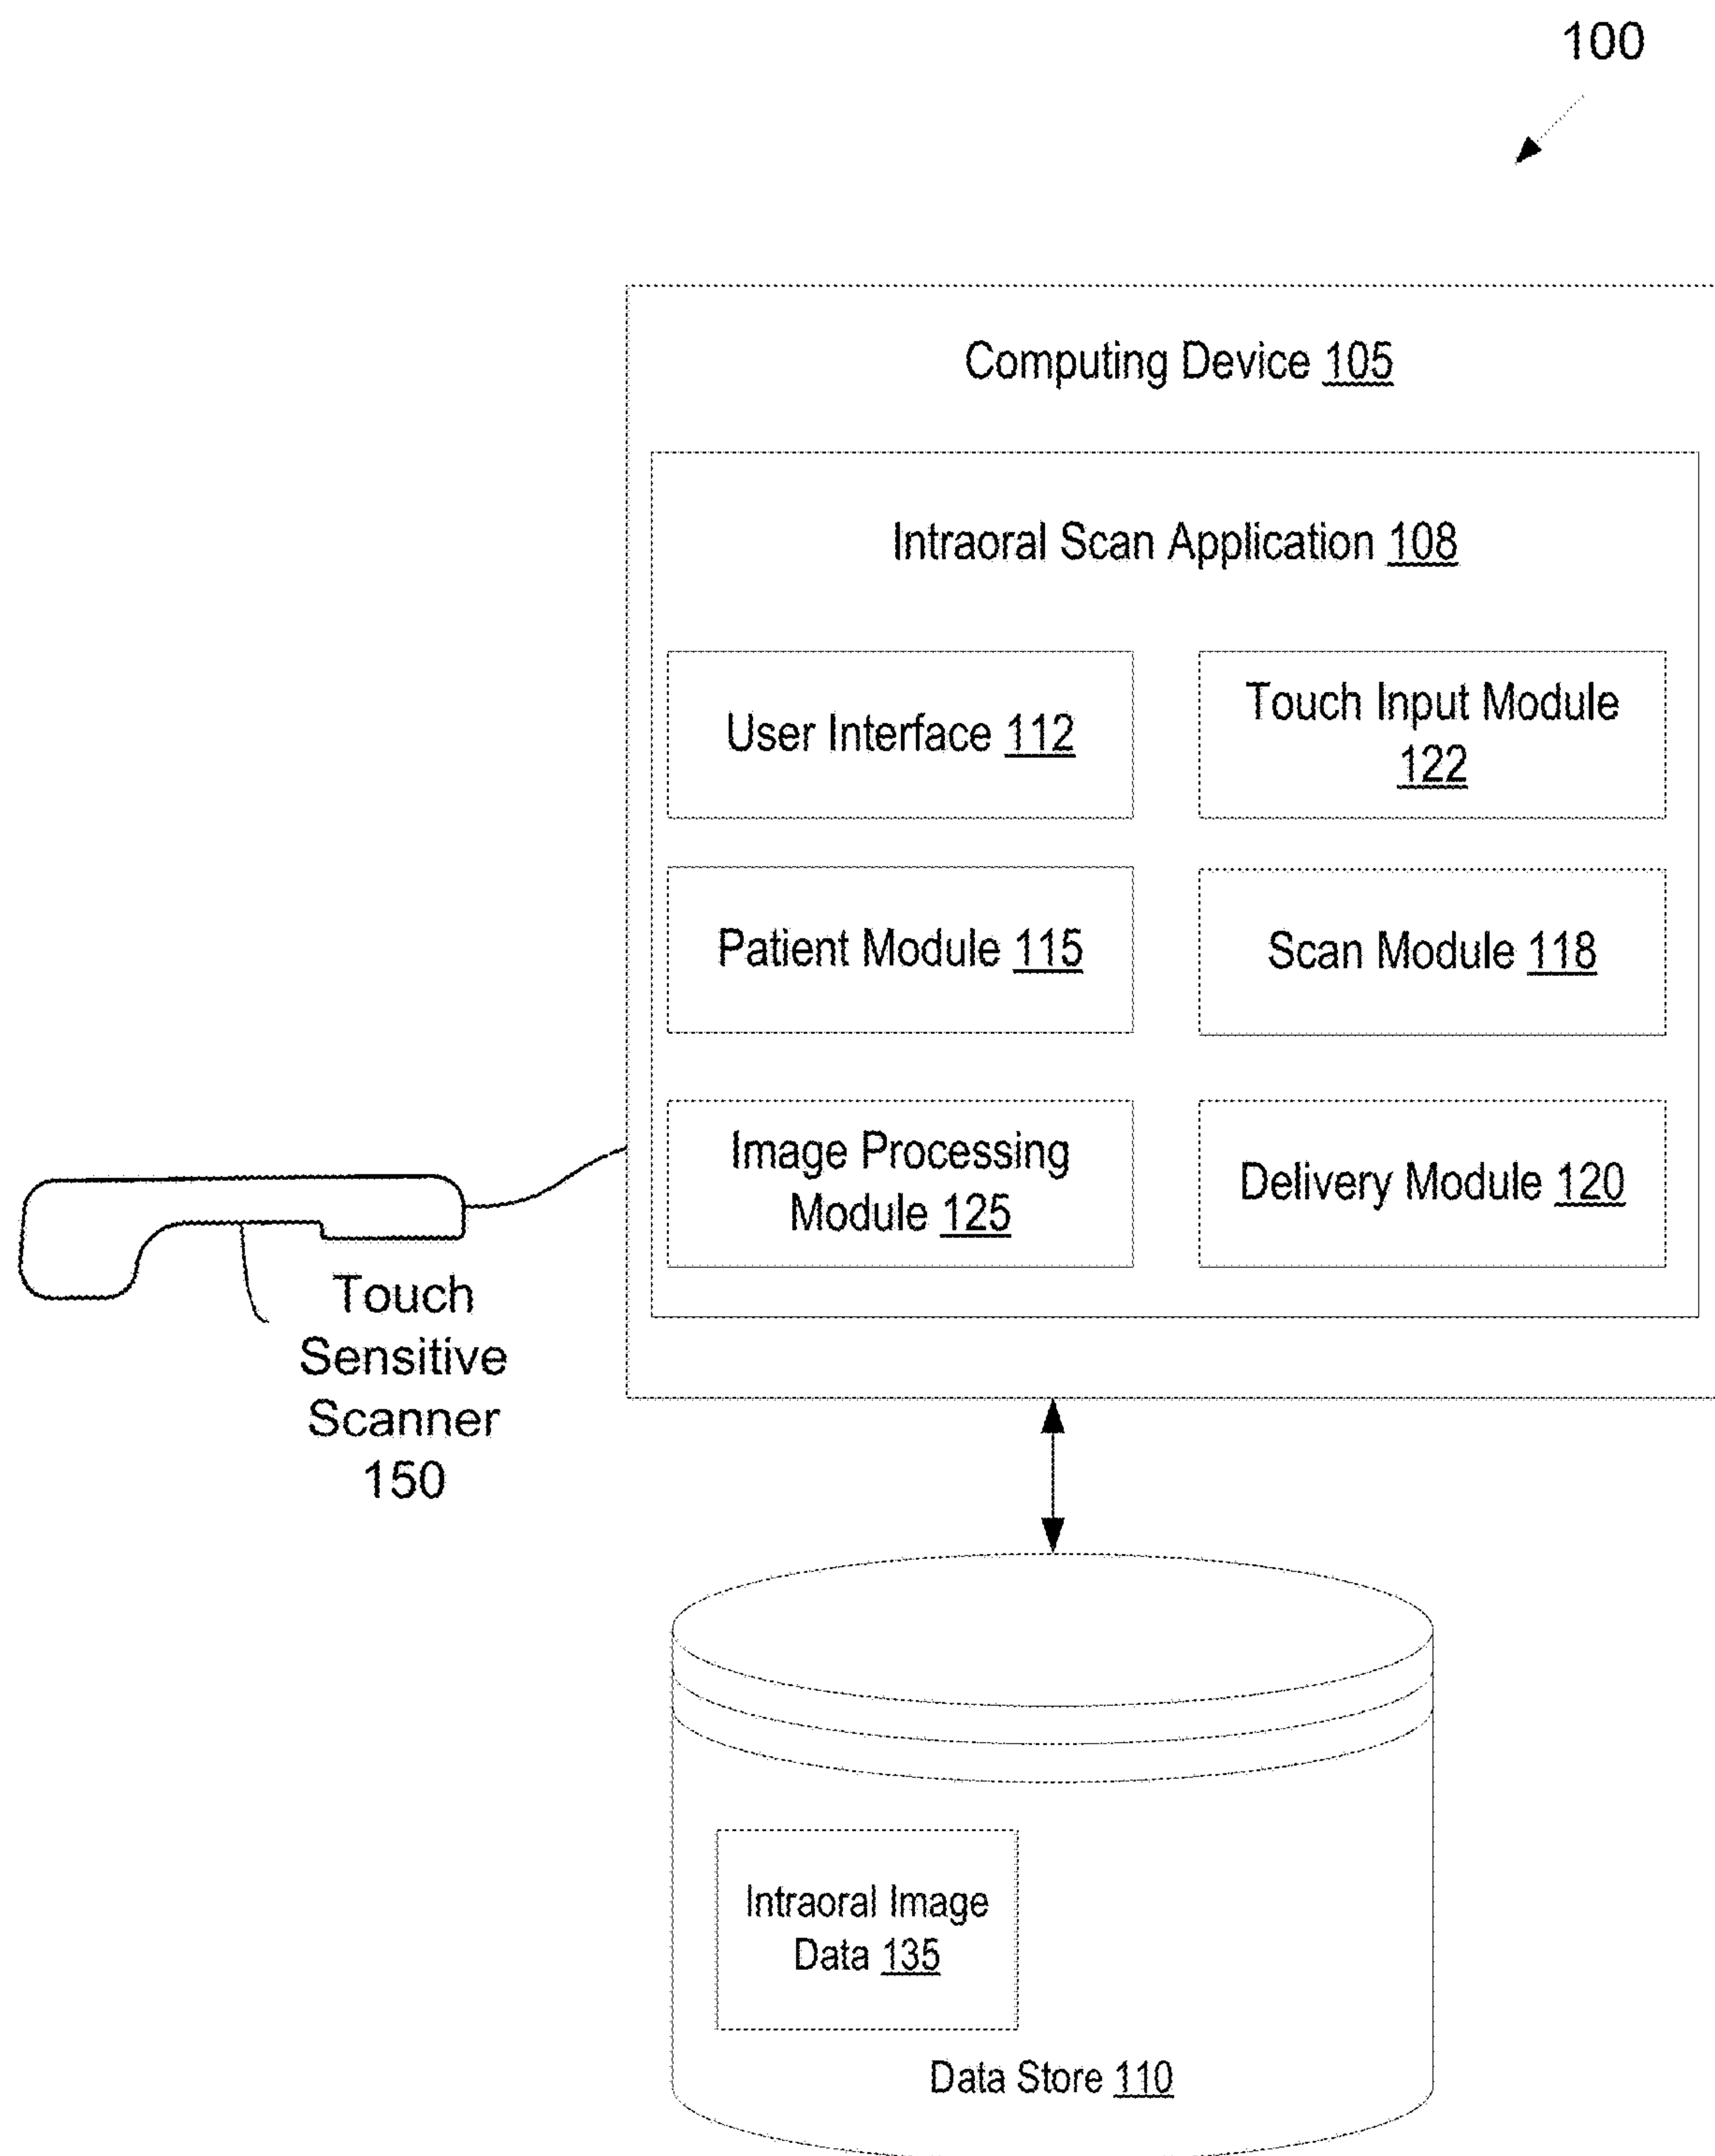 100
Computing Device 105
Intraoral Scan Application 108
User Interface 112
Touch Input Module
122
Patient Module 115
Scan Module 118
Image Processing
Module 125
Delivery Module 120
Touch
Sensitive
Scanner
150
Intraoral Image
Data 135
Data Store 110